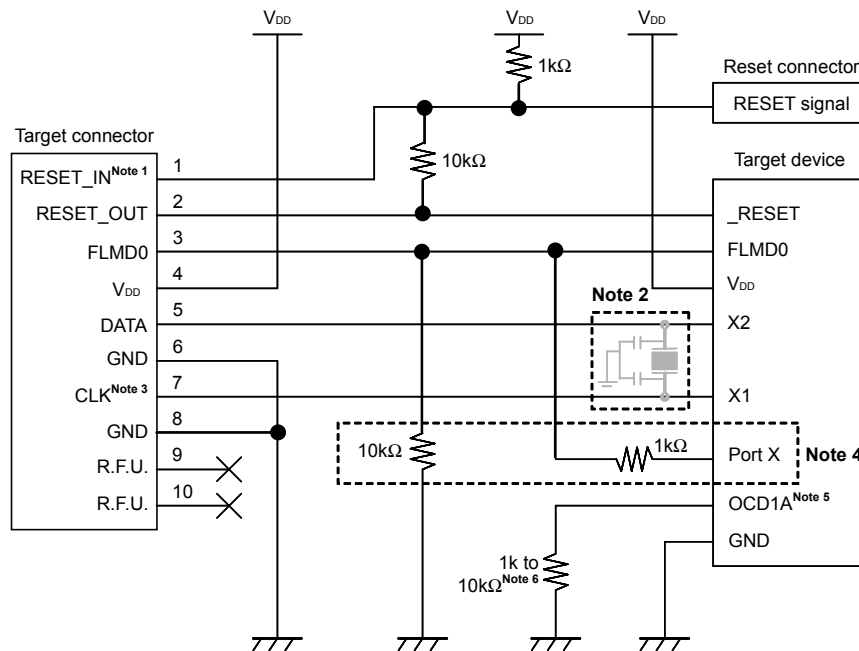 VDD VDD VDD
1kΩ
Reset connector
RESET signal
Target connector
10kΩ
Target device
RESET_IN Note 1 1
RESET_OUT 2 _RESET
FLMD0 3 FLMD0
VDD 4 VDD
Note 2
DATA 5 X2
GND 6
CLK Note 3 7 X1
GND 8
10kΩ 1kΩ Port X Note 4
R.F.U. 9
R.F.U. 10
OCD1A Note 5
GND
1k to
10kΩ Note 6